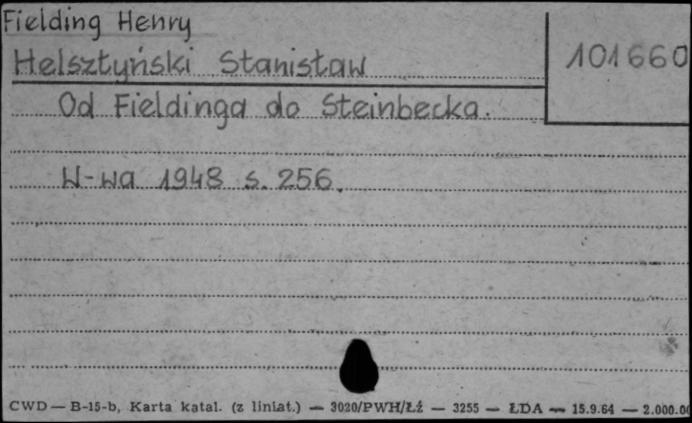 Fielding Henry
Helsztyński Stanisław
101660
Od Fieldinga do Steinbecka.
W-wa 1948 s. 256.
CWD — B-15-b, Karta katal. (z liniat.) — 3020/PWH/Łź — 3255 — ŁDA — 15.9.64 — 2.000.00